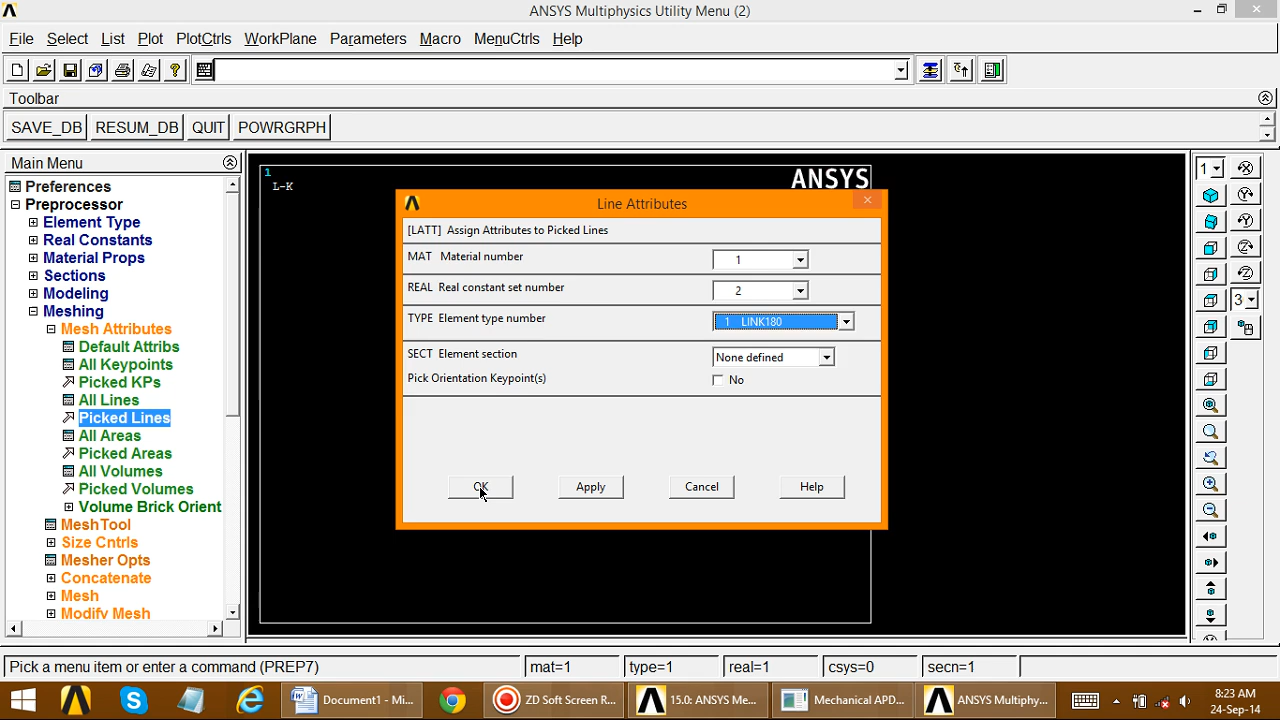 ANSYS Multiphysics Utility Menu (2)
File Select List Plot PlotCtrls WorkPlane Parameters Macro MenuCtrls Help
Toolbar
SAVE_DB RESUM_DB QUIT POWRGRPH
Main Menu
Preferences
Preprocessor
Element Type
Real Constants
Material Props
Sections
Modeling
Meshing
Mesh Attributes
Default Attribs
All Keypoints
Picked KPs
All Lines
Picked Lines
All Areas
Picked Areas
All Volumes
Picked Volumes
Volume Brick Orient
MeshTool
Size Cntrls
Mesher Opts
Concatenate
Mesh
Modify Mesh
1
L-K
ANSYS
Line Attributes
[LATT] Assign Attributes to Picked Lines
MAT Material number 1
REAL Real constant set number 2
TYPE Element type number 1 LINK180
SECT Element section None defined
Pick Orientation Keypoint(s) No
OK Apply Cancel Help
1
3
Pick a menu item or enter a command (PREP7) mat=1 type=1 real=1 csys=0 secn=1
Document1 - Mi... ZD Soft Screen R... 15.0: ANSYS Me... Mechanical APD... ANSYS Multiphy...
8:23 AM
24-Sep-14